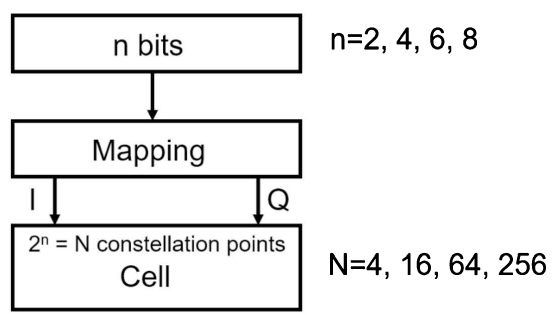 n bits
n=2, 4, 6, 8
Mapping
I
Q
2ⁿ = N constellation points
Cell
N=4, 16, 64, 256